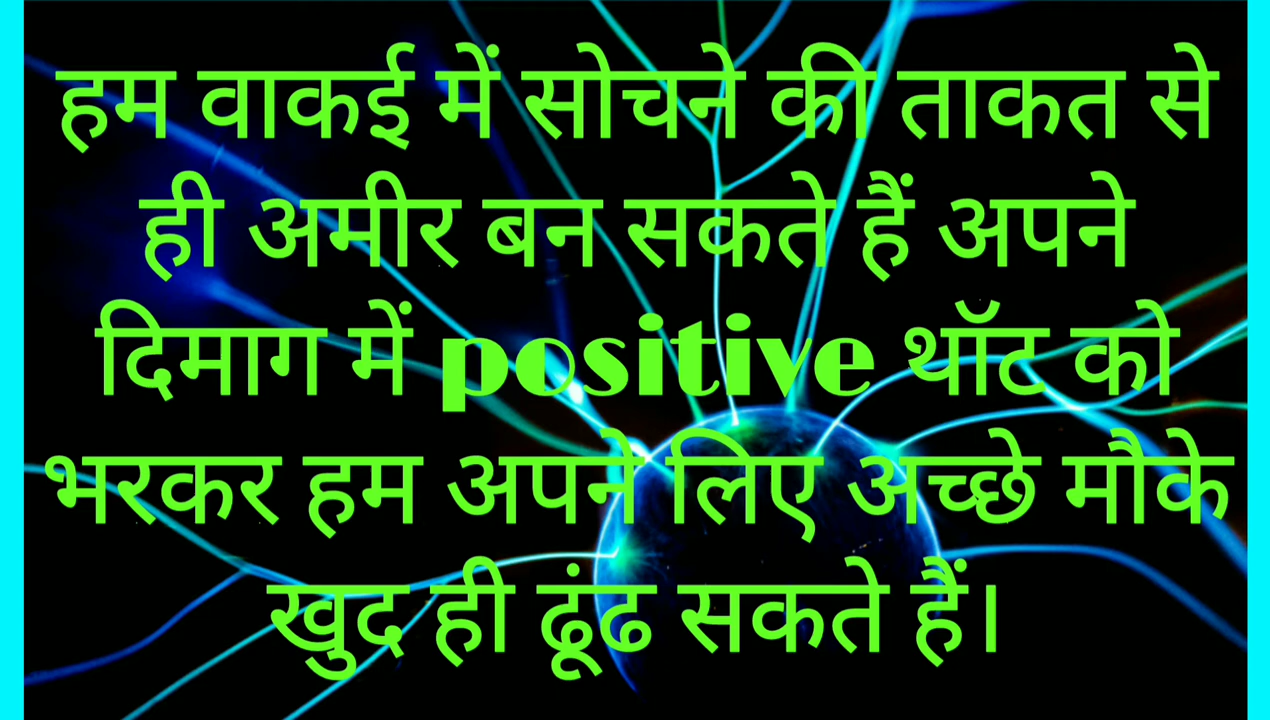 हम वाकई में सोचने की ताकत से
ही अमीर बन सकते हैं अपने
दिमाग में positive थॉट को
भरकर हम अपने लिए अच्छे मौके
खुद ही ढूंढ सकते हैं।